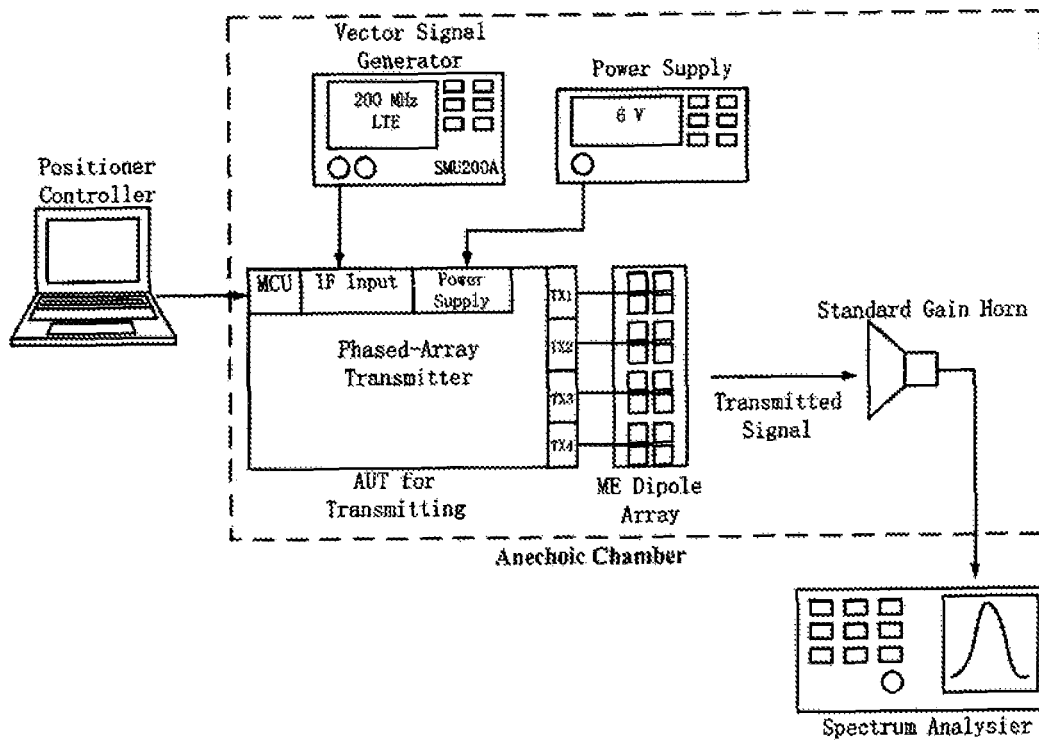 Vector Signal
Generator
200 MHz
LTE
SMU200A
Power Supply
6 V
Positioner
Controller
MCU
IF Input
Power
Supply
TX1
TX2
TX3
TX4
Phased-Array
Transmitter
AUT for
Transmitting
ME Dipole
Array
Transmitted
Signal
Standard Gain Horn
Anechoic Chamber
Spectrum Analysier